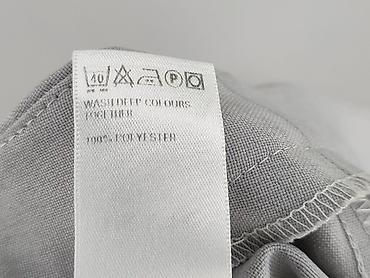 40 P
WASH DEEP COLOURS
TOGETHER
100% POLYESTER